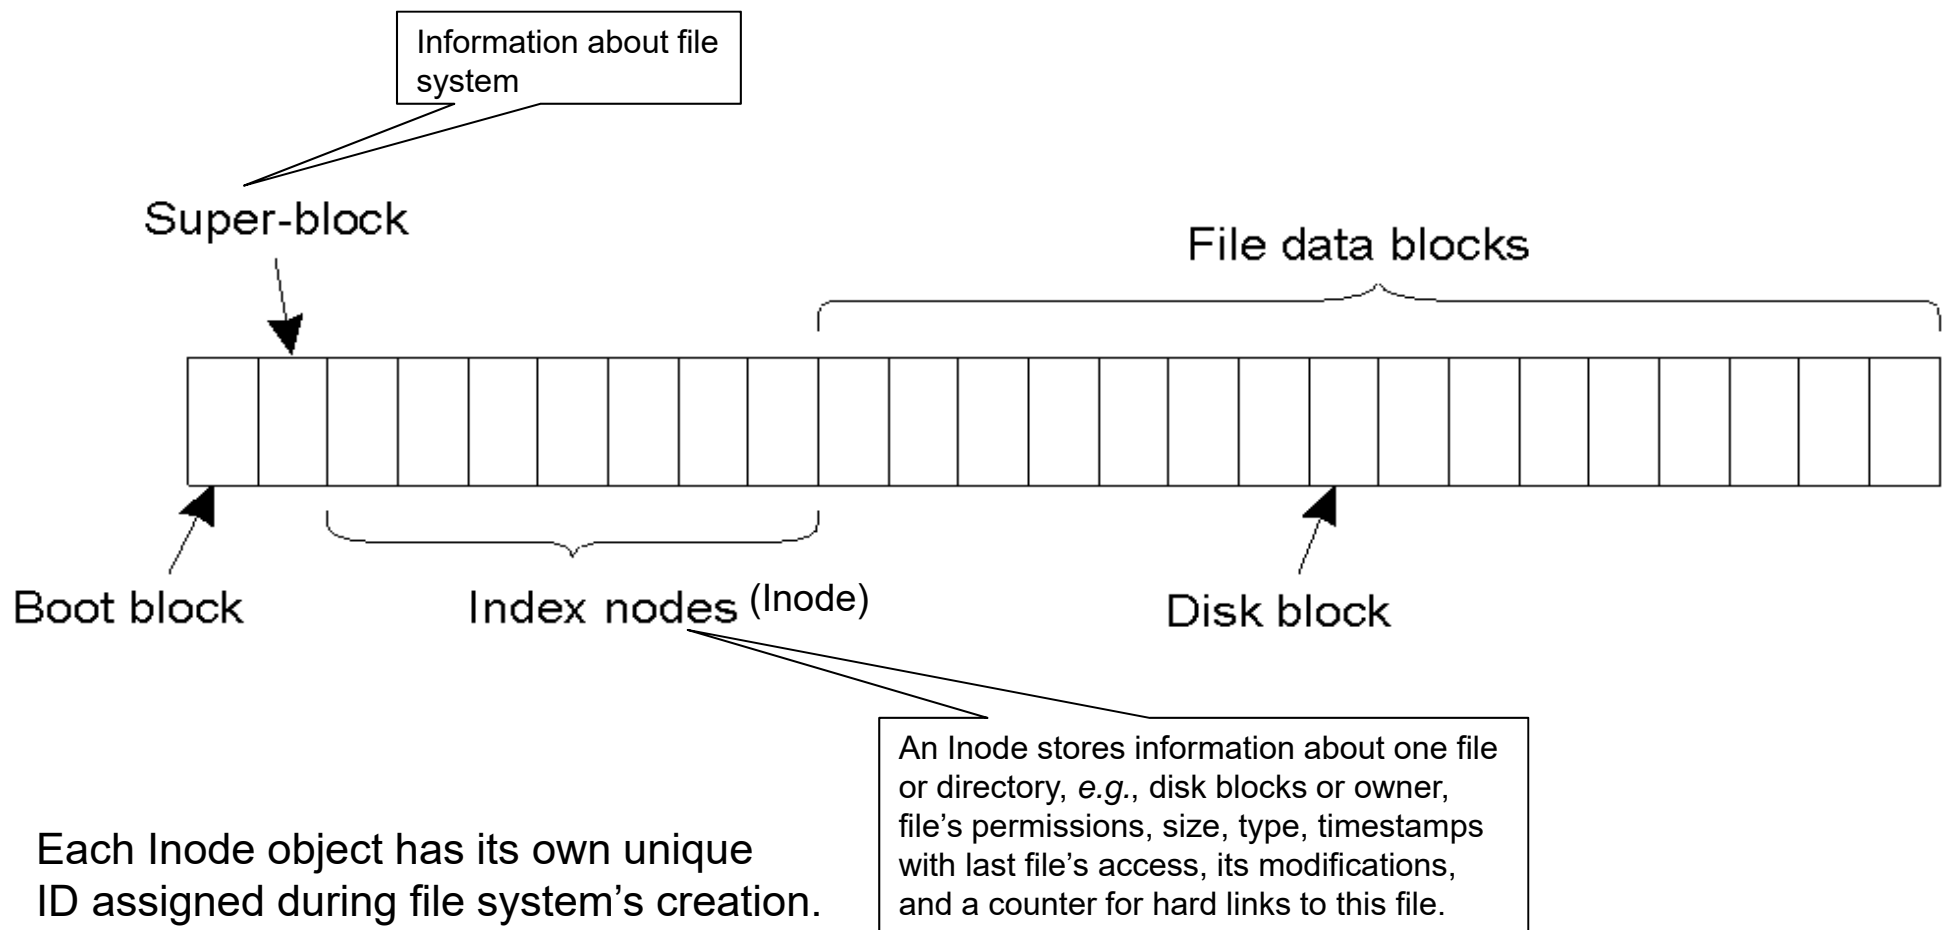 Information about file
system
Super-block
File data blocks
Boot block
Index nodes (Inode)
Disk block
An Inode stores information about one file
or directory, e.g., disk blocks or owner,
file’s permissions, size, type, timestamps
with last file’s access, its modifications,
and a counter for hard links to this file.
Each Inode object has its own unique
ID assigned during file system’s creation.